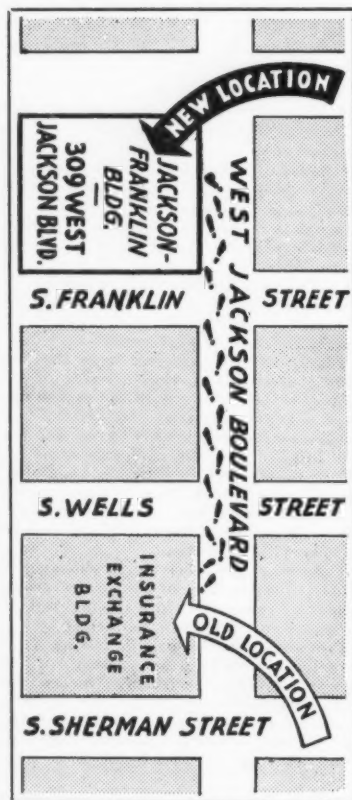 NEW LOCATION
JACKSON-
FRANKLIN
BLDG.
—
309 WEST
JACKSON BLVD.
WEST JACKSON BOULEVARD
S. FRANKLIN STREET
S. WELLS STREET
INSURANCE
EXCHANGE
BLDG.
OLD LOCATION
S. SHERMAN STREET